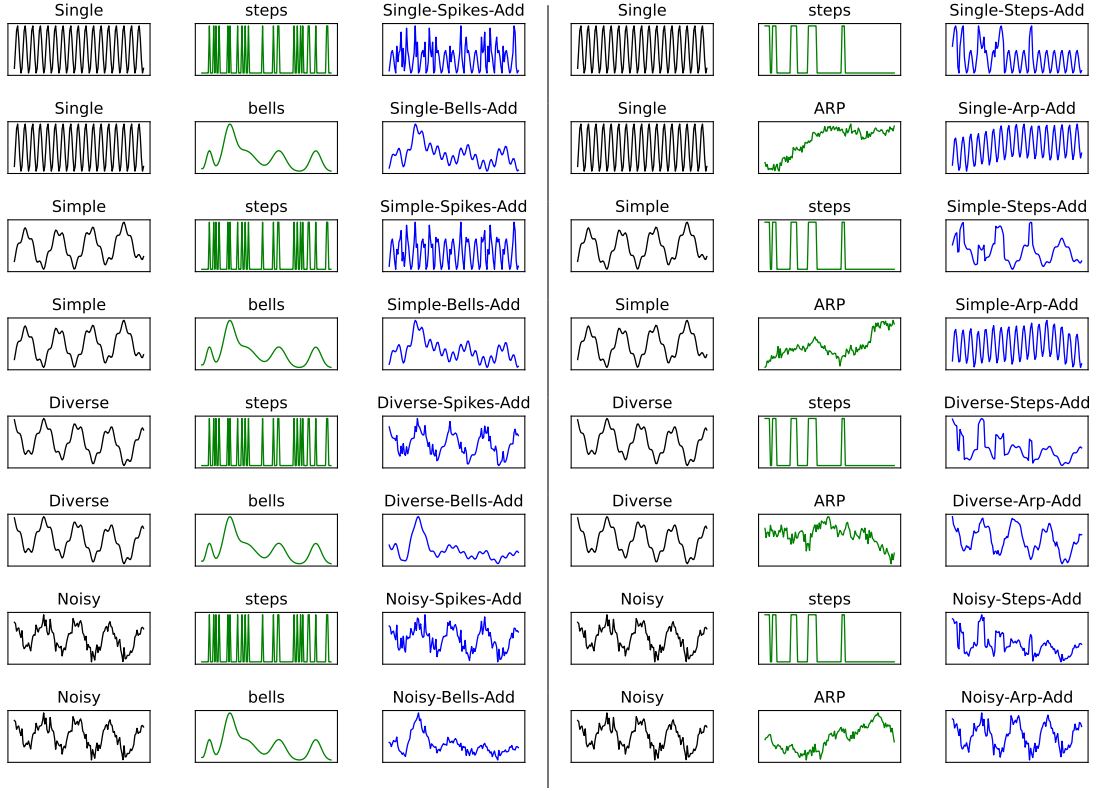 Single steps Single-Spikes-Add Single steps Single-Steps-Add
Single bells Single-Bells-Add Single ARP Single-Arp-Add
Simple steps Simple-Spikes-Add Simple steps Simple-Steps-Add
Simple bells Simple-Bells-Add Simple ARP Simple-Arp-Add
Diverse steps Diverse-Spikes-Add Diverse steps Diverse-Steps-Add
Diverse bells Diverse-Bells-Add Diverse ARP Diverse-Arp-Add
Noisy steps Noisy-Spikes-Add Noisy steps Noisy-Steps-Add
Noisy bells Noisy-Bells-Add Noisy ARP Noisy-Arp-Add